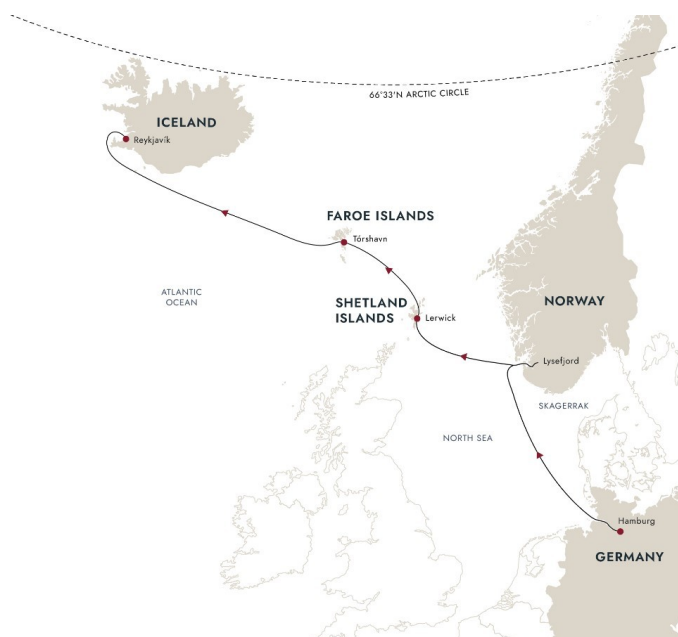 66°33'N ARCTIC CIRCLE
ICELAND
Reykjavík
FAROE ISLANDS
Tórshavn
ATLANTIC
OCEAN
SHETLAND
ISLANDS
Lerwick
NORWAY
Lysefjord
SKAGERRAK
NORTH SEA
Hamburg
GERMANY